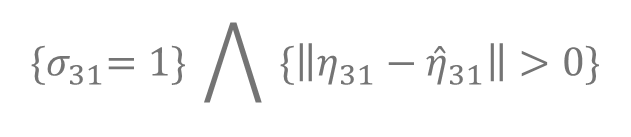 {σ₃₁ = 1} ⋀ {‖η₃₁ − η̂₃₁‖ > 0}